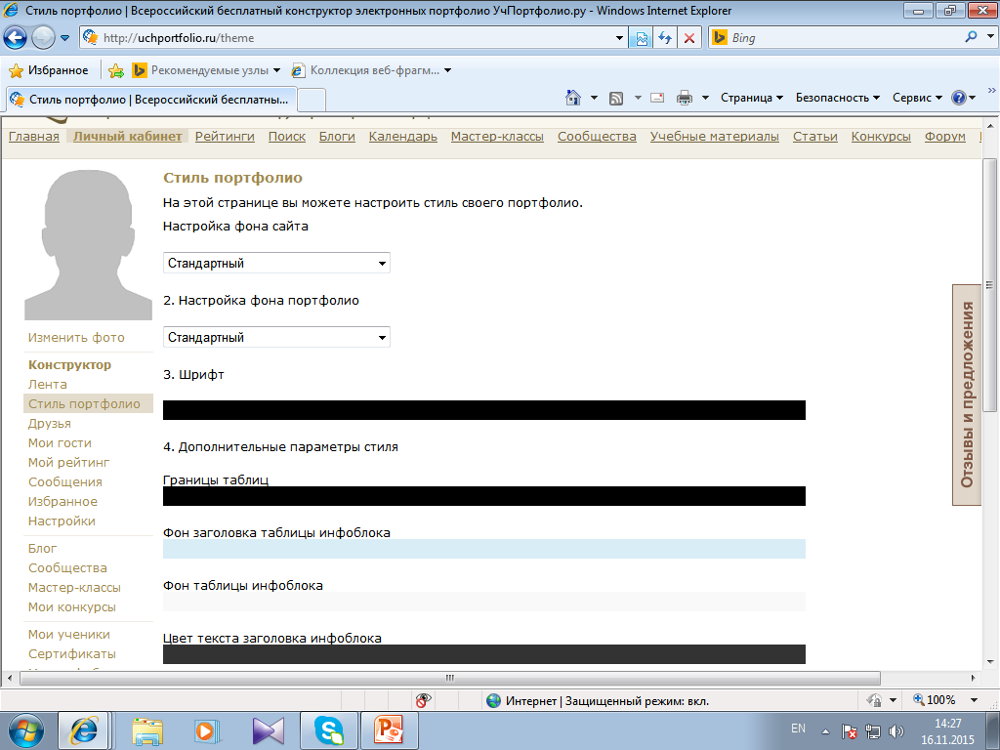 Стиль портфолио | Всероссийский бесплатный конструктор электронных портфолио УчПортфолио.ру - Windows Internet Explorer
http://uchportfolio.ru/theme
Bing
Избранное
Рекомендуемые узлы
Коллекция веб-фрагм...
Стиль портфолио | Всероссийский бесплатны...
Страница
Безопасность
Сервис
Главная Личный кабинет Рейтинги Поиск Блоги Календарь Мастер-классы Сообщества Учебные материалы Статьи Конкурсы Форум
Стиль портфолио
На этой странице вы можете настроить стиль своего портфолио.
Настройка фона сайта
Стандартный
2. Настройка фона портфолио
Стандартный
3. Шрифт
4. Дополнительные параметры стиля
Границы таблиц
Фон заголовка таблицы инфоблока
Фон таблицы инфоблока
Цвет текста заголовка инфоблока
Изменить фото
Конструктор
Лента
Стиль портфолио
Друзья
Мои гости
Мой рейтинг
Сообщения
Избранное
Настройки
Блог
Сообщества
Мастер-классы
Мои конкурсы
Мои ученики
Сертификаты
Отзывы и предложения
Интернет | Защищенный режим: вкл.
100%
EN
14:27
16.11.2015